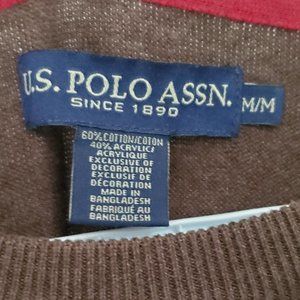 U.S. POLO ASSN.
SINCE 1890
M/M
60% COTTON/COTON
40% ACRYLIC/
ACRYLIQUE
EXCLUSIVE OF
DECORATION
EXCLUSIF DE
DÉCORATION
MADE IN
BANGLADESH
FABRIQUÉ AU
BANGLADESH